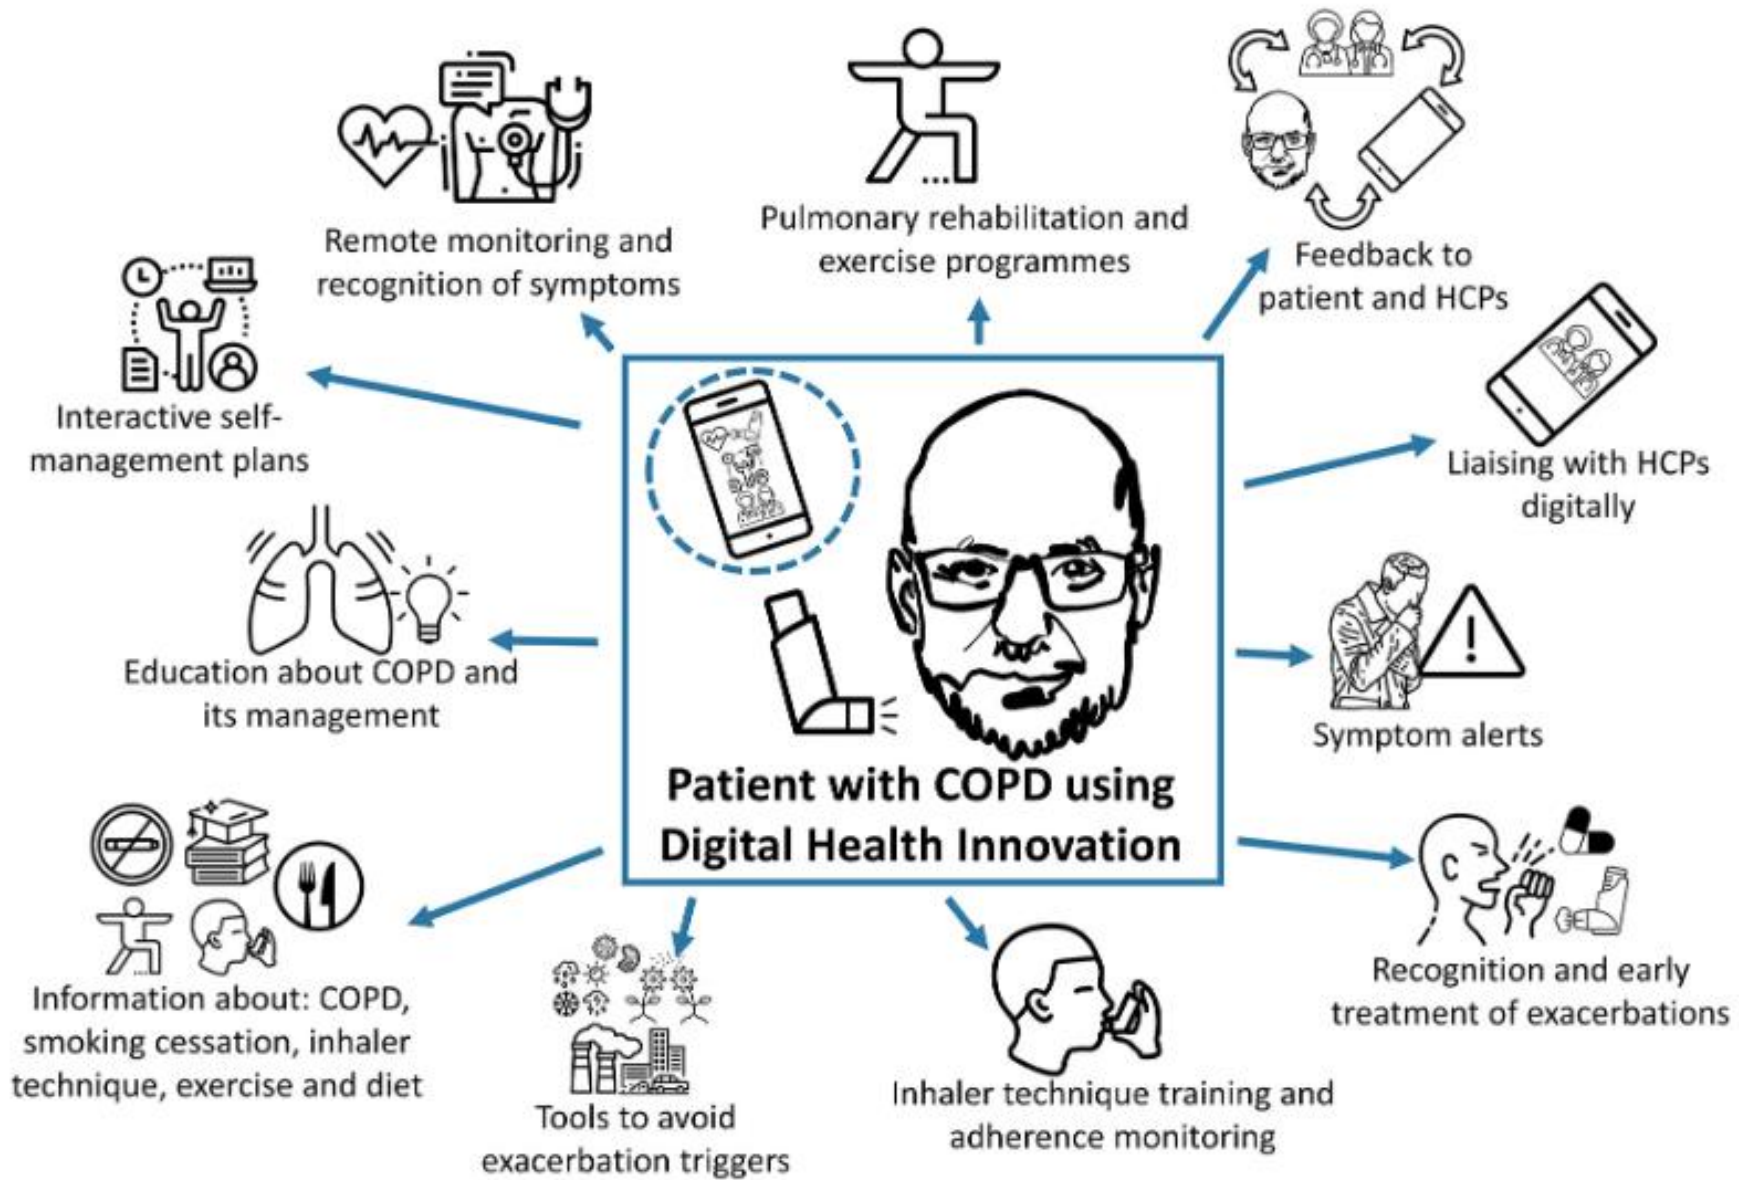 Remote monitoring and
recognition of symptoms
Pulmonary rehabilitation and
exercise programmes
Feedback to
patient and HCPs
Interactive self-
management plans
Liaising with HCPs
digitally
Education about COPD and
its management
Symptom alerts
Patient with COPD using
Digital Health Innovation
Information about: COPD,
smoking cessation, inhaler
technique, exercise and diet
Tools to avoid
exacerbation triggers
Inhaler technique training and
adherence monitoring
Recognition and early
treatment of exacerbations